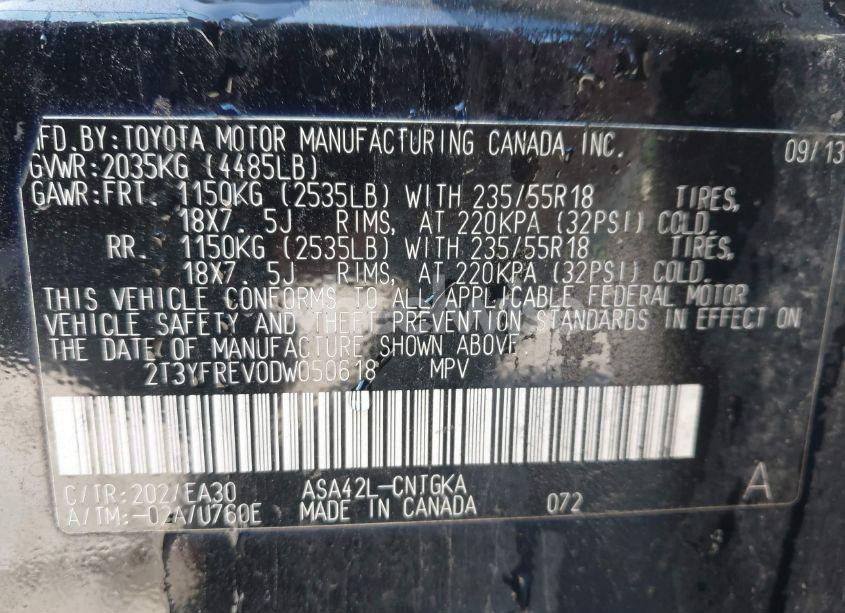 FD. BY: TOYOTA MOTOR MANUFACTURING CANADA, INC. 09/13
GVWR: 2035KG (4485LB)
GAWR: FRT. 1150KG (2535LB) WITH 235/55R18 TIRES,
18X7. 5J RIMS, AT 220KPA (32PSI) COLD.
RR. 1150KG (2535LB) WITH 235/55R18 TIRES,
18X7. 5J RIMS, AT 220KPA (32PSI) COLD.
THIS VEHICLE CONFORMS TO ALL APPLICABLE FEDERAL MOTOR
VEHICLE SAFETY AND THEFT PREVENTION STANDARDS IN EFFECT ON
THE DATE OF MANUFACTURE SHOWN ABOVE.
2T3YFREV0DW050618 MPV
C/TR: 202/EA30 ASA42L-CNTGKA A
A/TM: -02A/U760E MADE IN CANADA 072